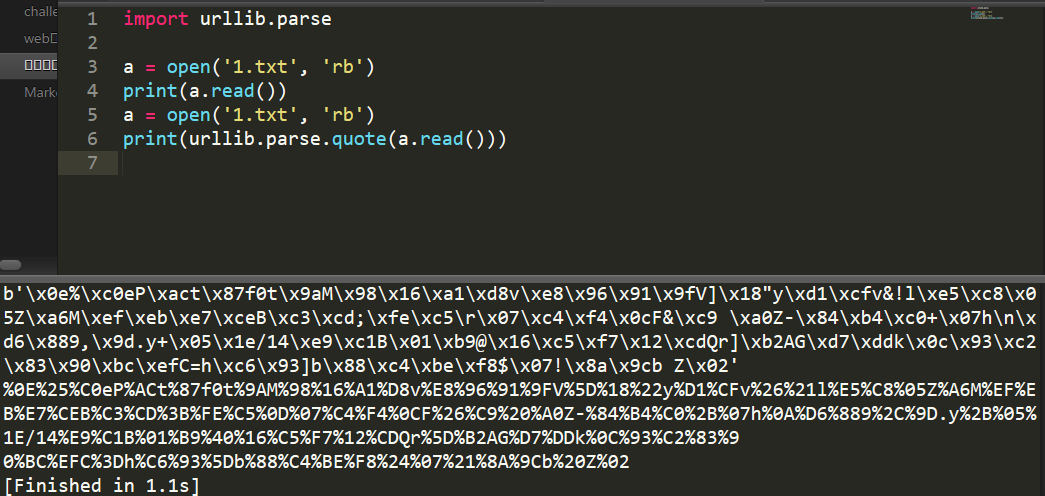 challe
web
Marke
1 import urllib.parse
2
3 a = open('1.txt', 'rb')
4 print(a.read())
5 a = open('1.txt', 'rb')
6 print(urllib.parse.quote(a.read()))
7
b'\x0e%\xc0eP\xact\x87f0t\x9aM\x98\x16\xa1\xd8v\xe8\x96\x91\x9fV]\x18"y\xd1\xcfv&!l\xe5\xc8\x0
5Z\xa6M\xef\xeb\xe7\xceB\xc3\xcd;\xfe\xc5\r\x07\xc4\xf4\x0cF&\xc9 \xa0Z-\x84\xb4\xc0+\x07h\n\x
d6\x889,\x9d.y+\x05\x1e/14\xe9\xc1B\x01\xb9@\x16\xc5\xf7\x12\xcdQr]\xb2AG\xd7\xddk\x0c\x93\xc2
\x83\x90\xbc\xefC=h\xc6\x93]b\x88\xc4\xbe\xf8$\x07!\x8a\x9cb Z\x02'
%0E%25%C0eP%ACt%87f0t%9AM%98%16%A1%D8v%E8%96%91%9FV%5D%18%22y%D1%CFv%26%21l%E5%C8%05Z%A6M%EF%E
B%E7%CEB%C3%CD%3B%FE%C5%0D%07%C4%F4%0CF%26%C9%20%A0Z-%84%B4%C0%2B%07h%0A%D6%889%2C%9D.y%2B%05%
1E/14%E9%C1B%01%B9%40%16%C5%F7%12%CDQr%5D%B2AG%D7%DDk%0C%93%C2%83%9
0%BC%EFC%3Dh%C6%93%5Db%88%C4%BE%F8%24%07%21%8A%9Cb%20Z%02
[Finished in 1.1s]